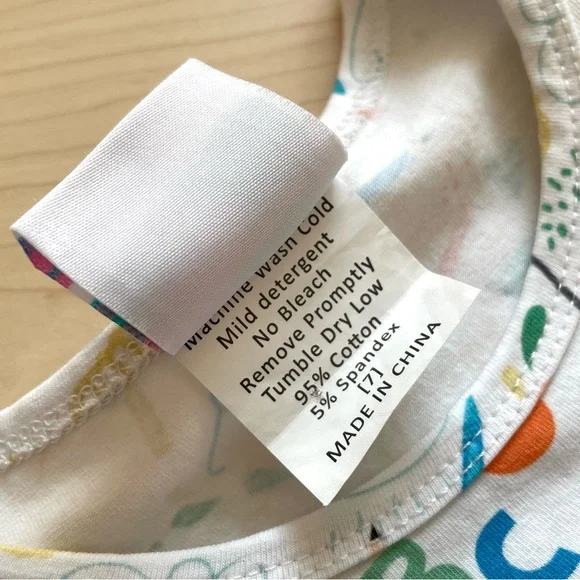 Machine Wash Cold
Mild detergent
No Bleach
Remove Promptly
Tumble Dry Low
95% Cotton
5% Spandex
[7]
MADE IN CHINA